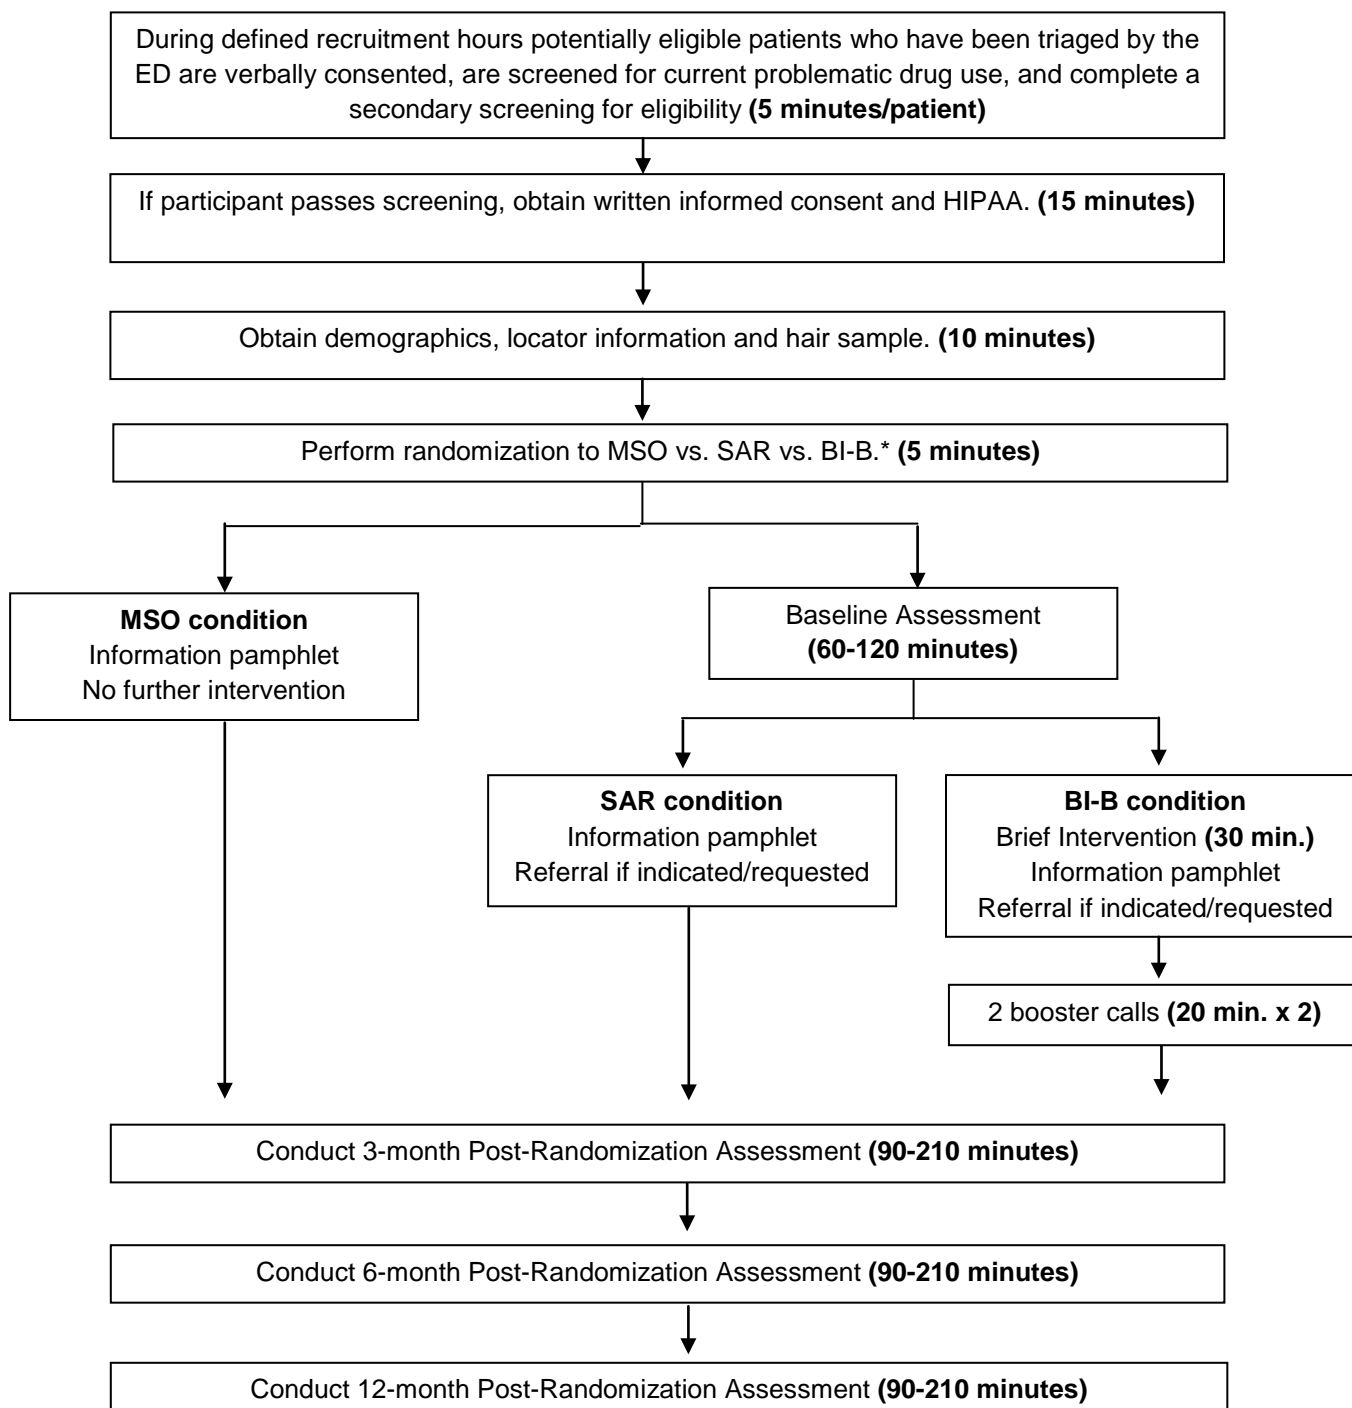 During defined recruitment hours potentially eligible patients who have been triaged by the
ED are verbally consented, are screened for current problematic drug use, and complete a
secondary screening for eligibility (5 minutes/patient)
If participant passes screening, obtain written informed consent and HIPAA. (15 minutes)
Obtain demographics, locator information and hair sample. (10 minutes)
Perform randomization to MSO vs. SAR vs. BI-B.* (5 minutes)
MSO condition
Information pamphlet
No further intervention
Baseline Assessment
(60-120 minutes)
SAR condition
Information pamphlet
Referral if indicated/requested
BI-B condition
Brief Intervention (30 min.)
Information pamphlet
Referral if indicated/requested
2 booster calls (20 min. x 2)
Conduct 3-month Post-Randomization Assessment (90-210 minutes)
Conduct 6-month Post-Randomization Assessment (90-210 minutes)
Conduct 12-month Post-Randomization Assessment (90-210 minutes)